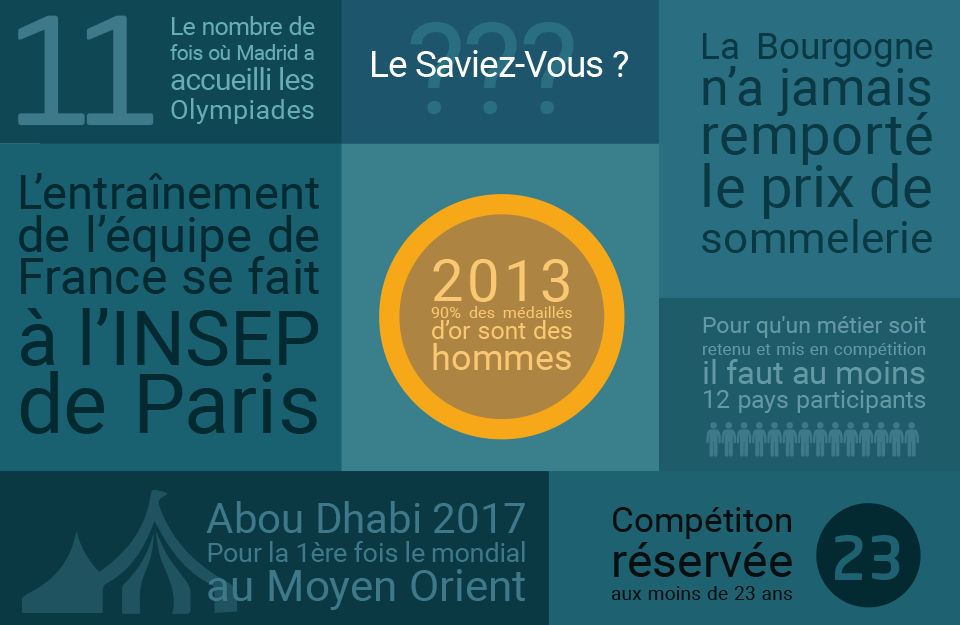 11
Le nombre de
fois où Madrid a
accueilli les
Olympiades
???
Le Saviez-Vous ?
La Bourgogne
n'a jamais
remporté
le prix de
sommelerie
L'entraînement
de l'équipe de
France se fait
à l'INSEP
de Paris
2013
90% des médaillés
d'or sont des
hommes
Pour qu'un métier soit
retenu et mis en compétition
il faut au moins
12 pays participants
Abou Dhabi 2017
Pour la 1ère fois le mondial
au Moyen Orient
Compétiton
réservée
aux moins de 23 ans
23